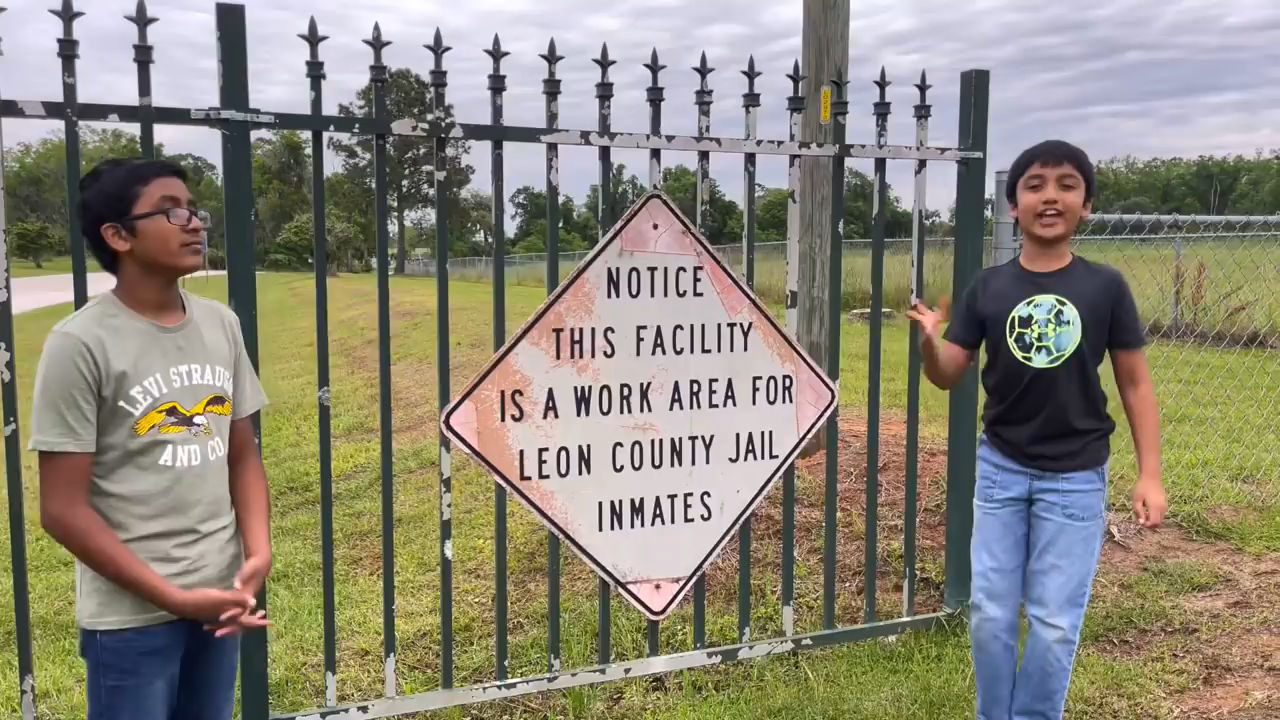 NOTICE
THIS FACILITY
IS A WORK AREA FOR
LEON COUNTY JAIL
INMATES
LEVI STRAUSS
AND CO